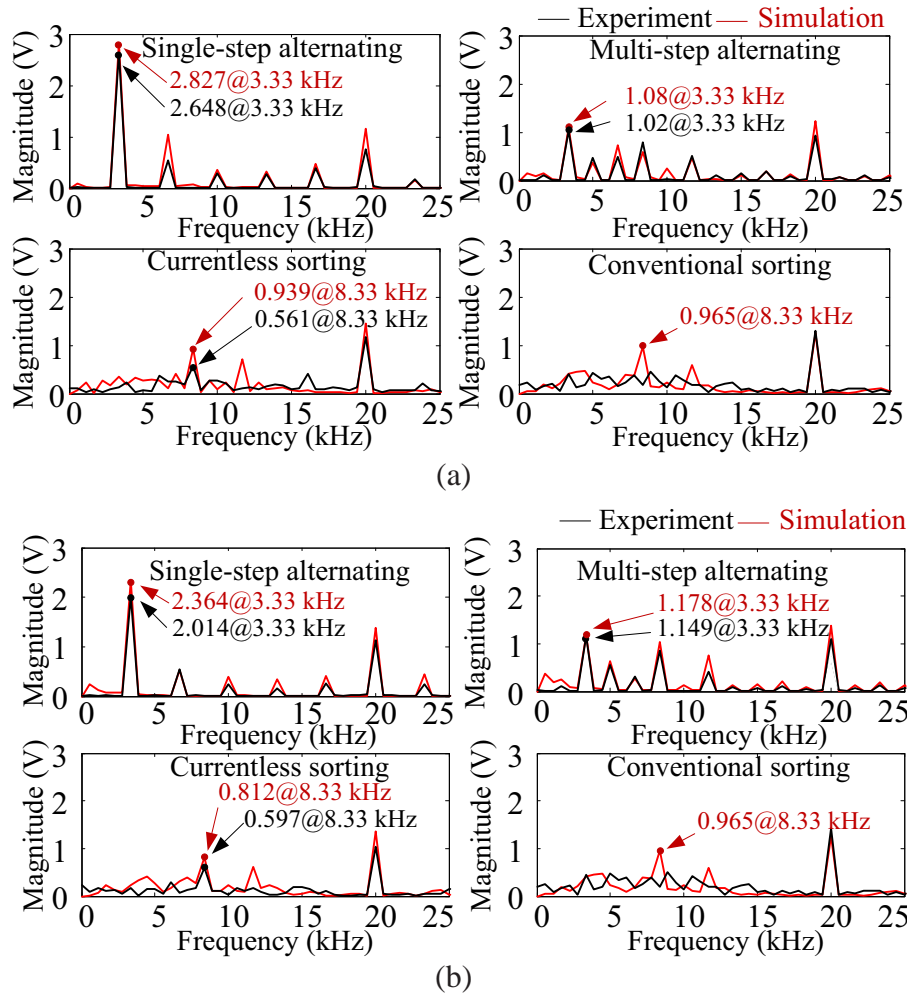 Experiment Simulation
Magnitude (V)
3
2
1
0
Single-step alternating
2.827@3.33 kHz
2.648@3.33 kHz
0 5 10 15 20 25
Frequency (kHz)
Magnitude (V)
3
2
1
0
Multi-step alternating
1.08@3.33 kHz
1.02@3.33 kHz
0 5 10 15 20 25
Frequency (kHz)
Magnitude (V)
3
2
1
0
Currentless sorting
0.939@8.33 kHz
0.561@8.33 kHz
0 5 10 15 20 25
Frequency (kHz)
Magnitude (V)
3
2
1
0
Conventional sorting
0.965@8.33 kHz
0 5 10 15 20 25
Frequency (kHz)
(a)
Experiment Simulation
Magnitude (V)
3
2
1
0
Single-step alternating
2.364@3.33 kHz
2.014@3.33 kHz
0 5 10 15 20 25
Frequency (kHz)
Magnitude (V)
3
2
1
0
Multi-step alternating
1.178@3.33 kHz
1.149@3.33 kHz
0 5 10 15 20 25
Frequency (kHz)
Magnitude (V)
3
2
1
0
Currentless sorting
0.812@8.33 kHz
0.597@8.33 kHz
0 5 10 15 20 25
Frequency (kHz)
Magnitude (V)
3
2
1
0
Conventional sorting
0.965@8.33 kHz
0 5 10 15 20 25
Frequency (kHz)
(b)